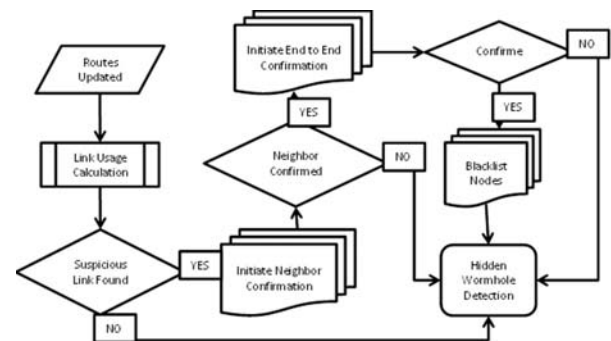 Routes
Updated
Link Usage
Calculation
Suspicious
Link Found
YES
NO
Initiate Neighbor
Confirmation
Neighbor
Confirmed
YES
NO
Initiate End to End
Confirmation
Confirme
NO
YES
Blacklist
Nodes
Hidden
Wormhole
Detection